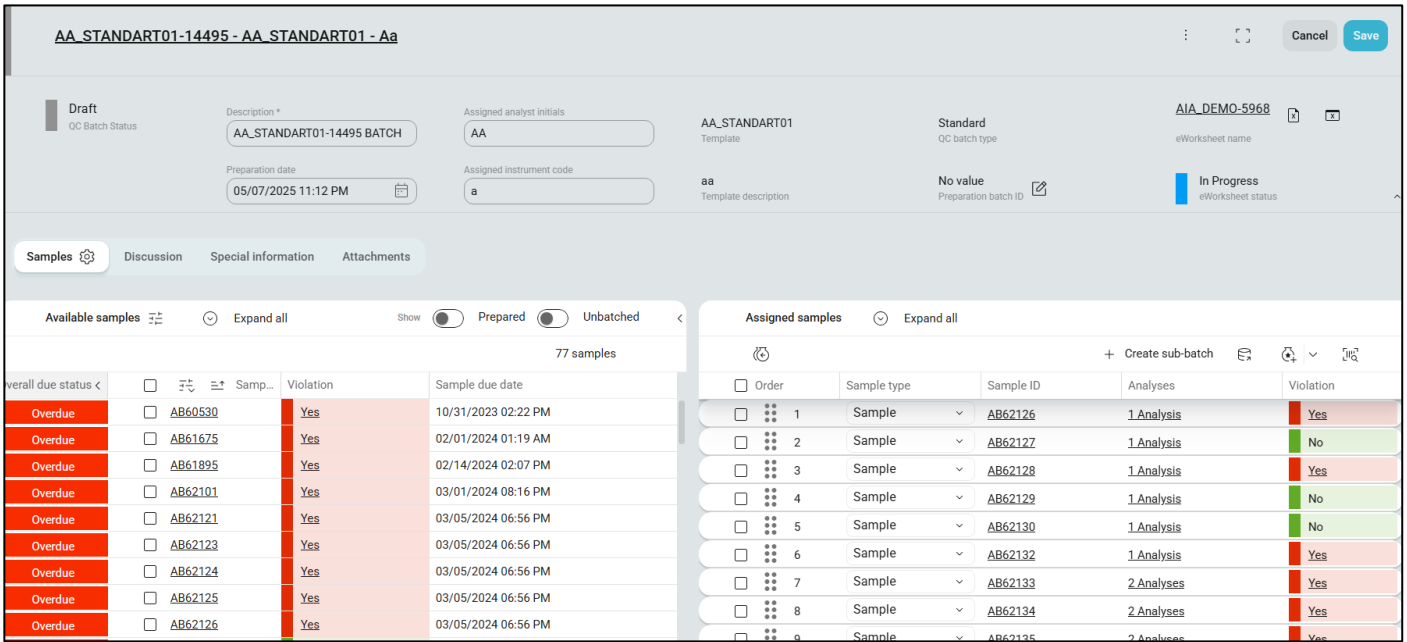 AA_STANDART01-14495 - AA_STANDART01 - Aa
Cancel
Save
Draft
QC Batch Status
Description *
AA_STANDART01-14495 BATCH
Preparation date
05/07/2025 11:12 PM
Assigned analyst initials
AA
Assigned instrument code
a
AA_STANDART01
Template
aa
Template description
Standard
QC batch type
No value
Preparation batch ID
AIA_DEMO-5968
eWorksheet name
In Progress
eWorksheet status
Samples Discussion Special information Attachments
Available samples Expand all Show Prepared Unbatched
77 samples
verall due status Samp... Violation Sample due date
Overdue AB60530 Yes 10/31/2023 02:22 PM
Overdue AB61675 Yes 02/01/2024 01:19 AM
Overdue AB61895 Yes 02/14/2024 02:07 PM
Overdue AB62101 Yes 03/01/2024 08:16 PM
Overdue AB62121 Yes 03/05/2024 06:56 PM
Overdue AB62123 Yes 03/05/2024 06:56 PM
Overdue AB62124 Yes 03/05/2024 06:56 PM
Overdue AB62125 Yes 03/05/2024 06:56 PM
Overdue AB62126 Yes 03/05/2024 06:56 PM
Assigned samples Expand all
+ Create sub-batch
Order Sample type Sample ID Analyses Violation
1 Sample AB62126 1 Analysis Yes
2 Sample AB62127 1 Analysis No
3 Sample AB62128 1 Analysis Yes
4 Sample AB62129 1 Analysis No
5 Sample AB62130 1 Analysis No
6 Sample AB62132 1 Analysis Yes
7 Sample AB62133 2 Analyses Yes
8 Sample AB62134 2 Analyses Yes
9 Sample AB62135 2 Analyses Yes